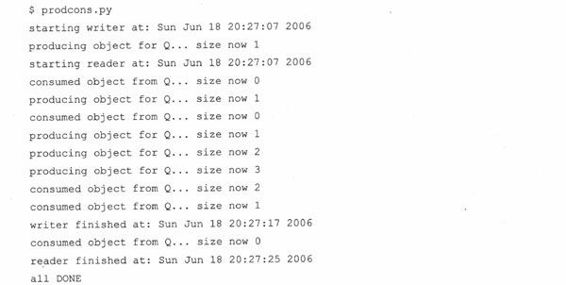 $ prodcons.py
starting writer at: Sun Jun 18 20:27:07 2006
producing object for Q... size now 1
starting reader at: Sun Jun 18 20:27:07 2006
consumed object from Q... size now 0
producing object for Q... size now 1
consumed object from Q... size now 0
producing object for Q... size now 1
producing object for Q... size now 2
producing object for Q... size now 3
consumed object from Q... size now 2
consumed object from Q... size now 1
writer finished at: Sun Jun 18 20:27:17 2006
consumed object from Q... size now 0
reader finished at: Sun Jun 18 20:27:25 2006
all DONE